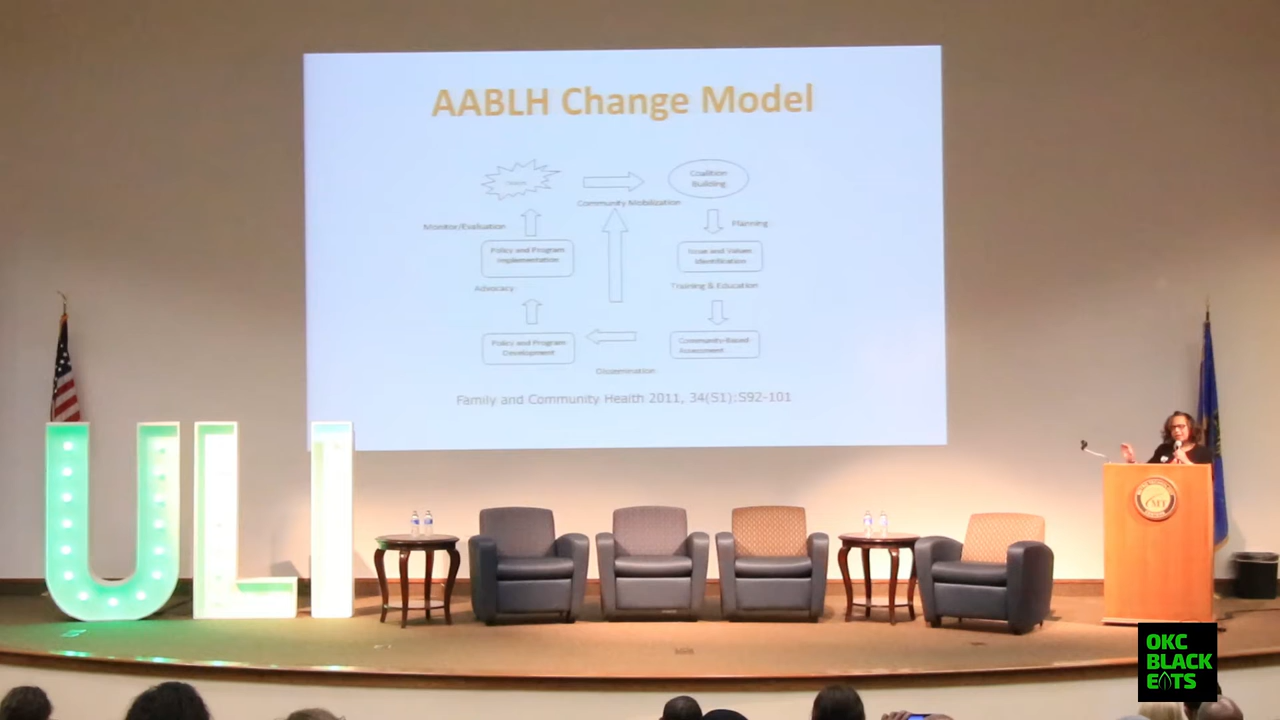 AABLH Change Model
Coalition
Building
Community Mobilization
Monitor/Evaluation
Planning
Policy and Program
Implementation
Issue and Values
Identification
Advocacy
Training & Education
Policy and Program
Development
Community-Based
Assessment
Dissemination
Family and Community Health 2011, 34(S1):S92-101
ULI
OKC
BLACK
EATS